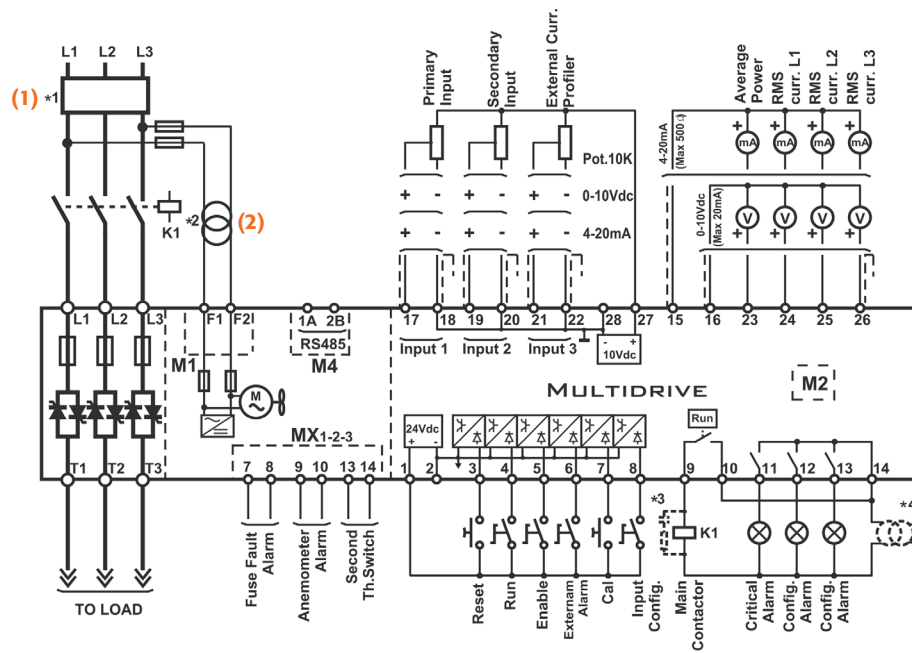 L1 L2 L3
(1) *1
*2 (2)
K1
Primary Input
Secondary Input
External Curr. Profiler
Pot.10K
+ - + - + - 0-10Vdc
+ - + - + - 4-20mA
4-20mA
(Max 500Ω)
0-10Vdc
(Max 20mA)
Average Power
RMS curr. L1
RMS curr. L2
RMS curr. L3
+ mA + mA + mA + mA
V V V V
+ + + +
L1 L2 L3 F1 F2 1A 2B 17 18 19 20 21 22 28 27 15 16 23 24 25 26
RS485
M1 M4
Input 1 Input 2 Input 3
- +
10Vdc
M
~
MULTIDRIVE
M2
MX1-2-3
24Vdc
+ -
Run
T1 T2 T3 7 8 9 10 13 14
1 2 3 4 5 6 7 8 9 10 11 12 13 14
*3 *4
K1
Fuse Fault Alarm
Anemometer Alarm
Second Th.Switch
TO LOAD
Reset
Run
Enable
Externam Alarm
Cal
Input Config.
Main Contactor
Critical Alarm
Config. Alarm
Config. Alarm